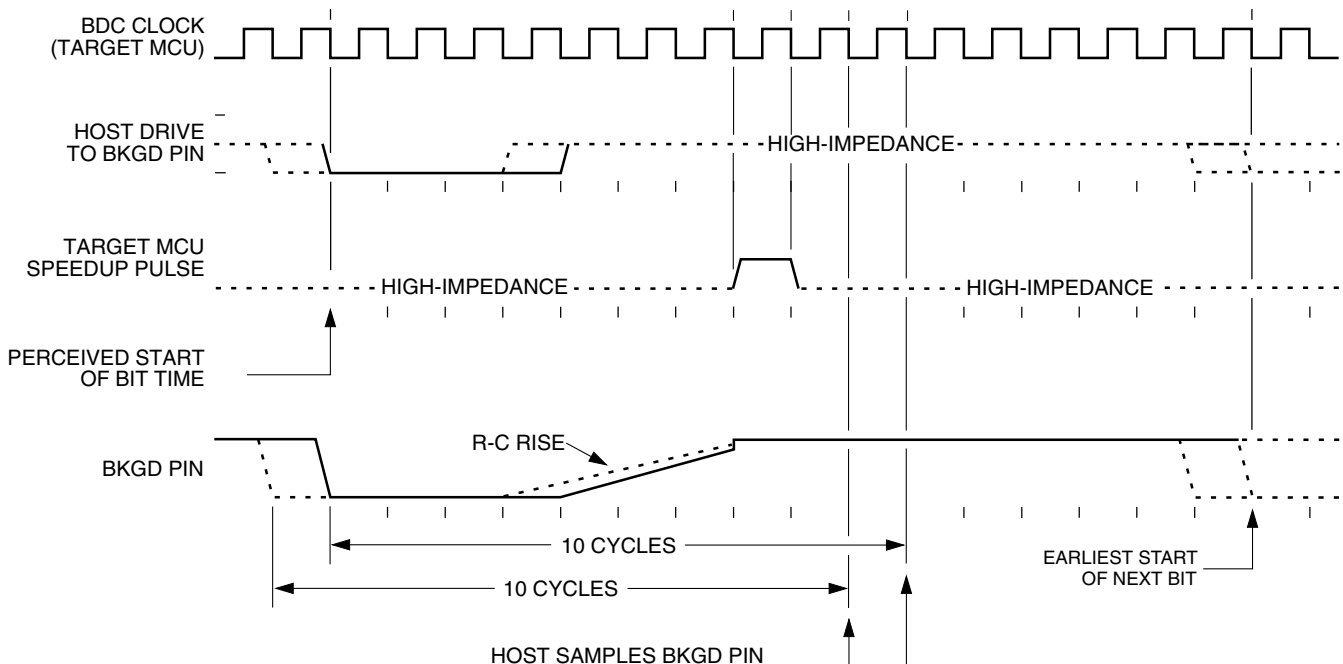 BDC CLOCK
(TARGET MCU)
HOST DRIVE
TO BKGD PIN
HIGH-IMPEDANCE
TARGET MCU
SPEEDUP PULSE
HIGH-IMPEDANCE
HIGH-IMPEDANCE
PERCEIVED START
OF BIT TIME
R-C RISE
BKGD PIN
10 CYCLES
EARLIEST START
OF NEXT BIT
10 CYCLES
HOST SAMPLES BKGD PIN